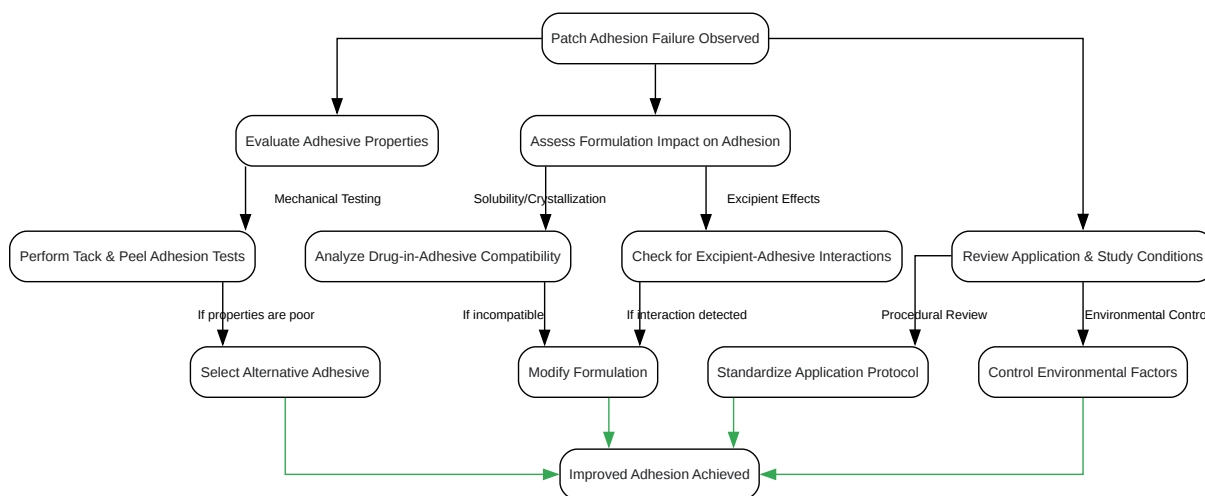 Patch Adhesion Failure Observed
Evaluate Adhesive Properties
Assess Formulation Impact on Adhesion
Mechanical Testing
Solubility/Crystallization
Excipient Effects
Perform Tack & Peel Adhesion Tests
Analyze Drug-in-Adhesive Compatibility
Check for Excipient-Adhesive Interactions
Review Application & Study Conditions
If properties are poor
If incompatible
If interaction detected
Procedural Review
Environmental Contro
Select Alternative Adhesive
Modify Formulation
Standardize Application Protocol
Control Environmental Factors
Improved Adhesion Achieved